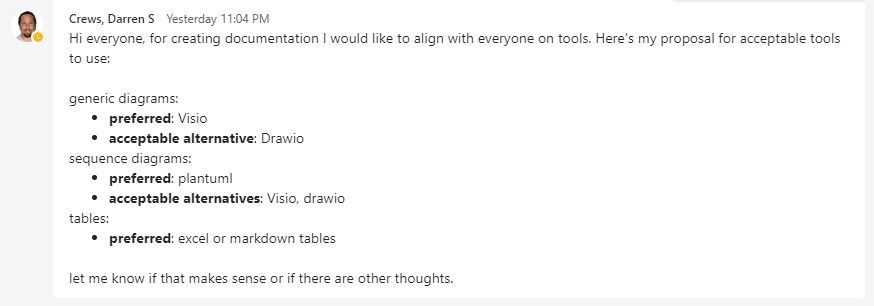 Crews, Darren S Yesterday 11:04 PM
Hi everyone, for creating documentation I would like to align with everyone on tools. Here's my proposal for acceptable tools
to use:
generic diagrams:
• preferred: Visio
• acceptable alternative: Drawio
sequence diagrams:
• preferred: plantuml
• acceptable alternatives: Visio, drawio
tables:
• preferred: excel or markdown tables
let me know if that makes sense or if there are other thoughts.